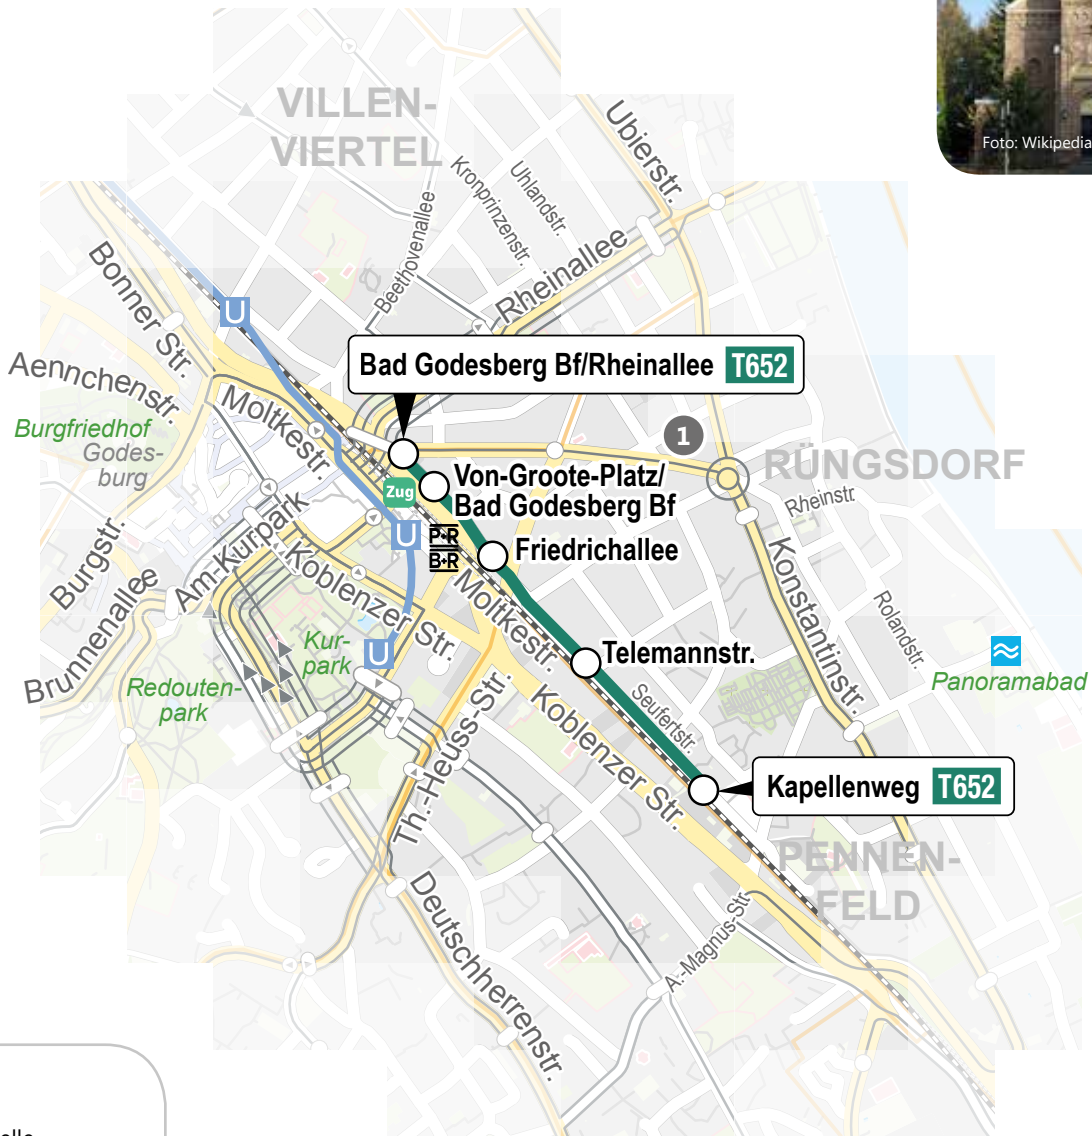 Foto: Wikipedia
VILLEN-
VIERTEL
Ubierstr.
Uhlandstr.
Kronprinzenstr.
Beethovenallee
Rheinallee
Bonner Str.
U
Aennchenstr.
Bad Godesberg Bf/Rheinallee T652
Moltkestr.
Burgfriedhof
Godes-
burg
1
RÜNGSDORF
Von-Groote-Platz/
Bad Godesberg Bf
Zug
Rheinstr.
U
P+R
B+R
Friedrichallee
Burgstr.
Am-Kurpark
Koblenzer Str.
Moltkestr.
Konstantinstr.
Rolandstr.
Brunnenallee
Kur-
park
U
Telemannstr.
Redouten-
park
Panoramabad
Seufertstr.
Th.-Heuss-Str.
Koblenzer Str.
Kapellenweg T652
PENNEN-
FELD
Deutschherrenstr.
A.-Magnus-Str.